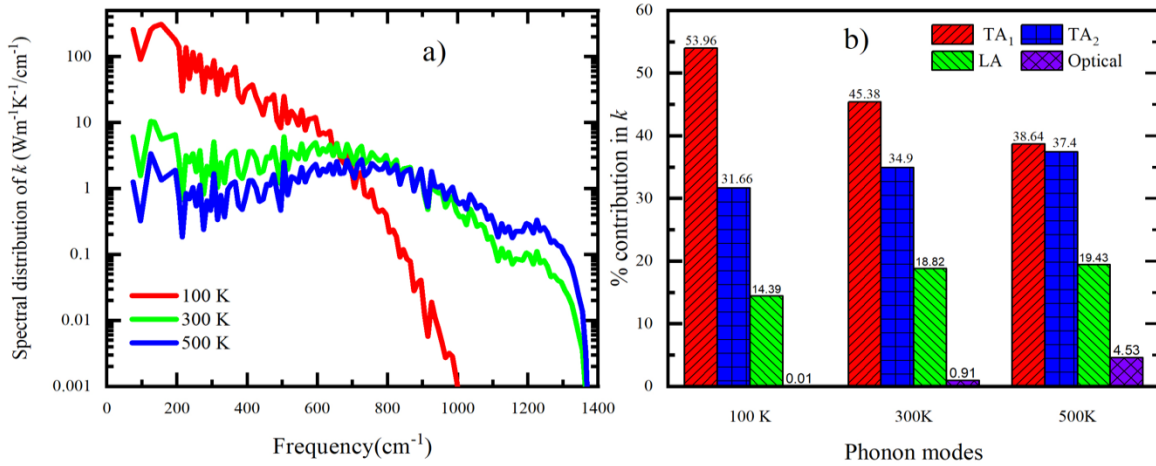 Spectral distribution of k (Wm⁻¹K⁻¹/cm⁻¹)
100
10
1
0.1
0.01
0.001
a)
100 K
300 K
500 K
0 200 400 600 800 1000 1200 1400
Frequency(cm⁻¹)
% contribution in k
60
50
40
30
20
10
0
b)
TA₁ TA₂
LA Optical
53.96
31.66
14.39
0.01
45.38
34.9
18.82
0.91
38.64
37.4
19.43
4.53
100 K 300K 500K
Phonon modes